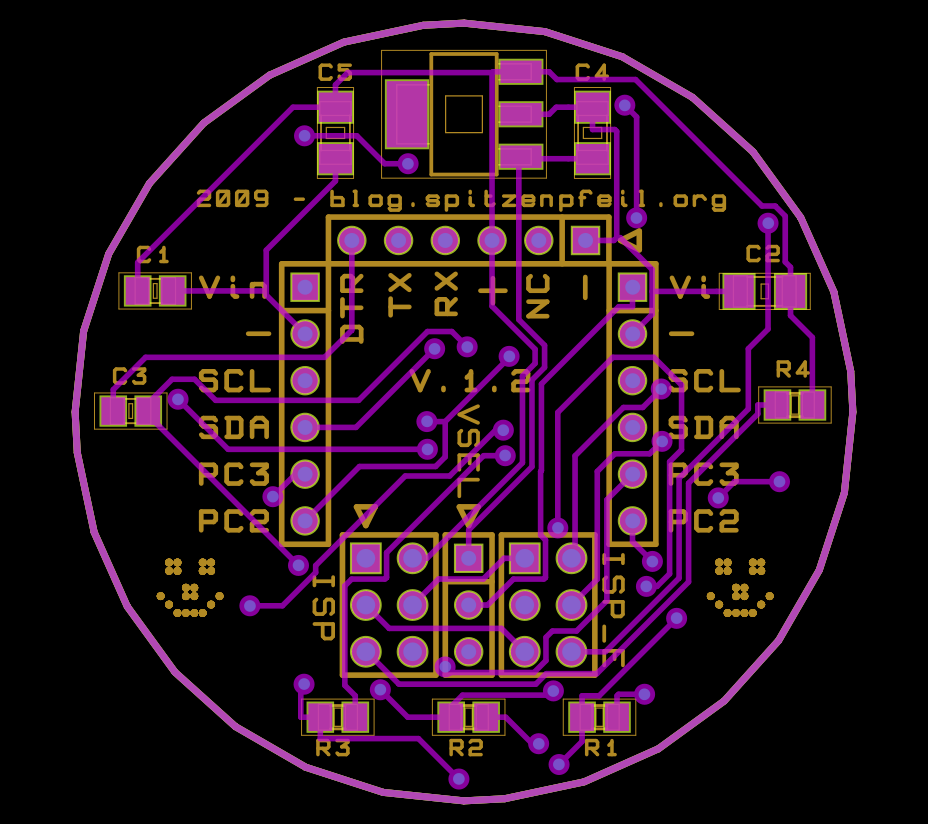 C5 C4
2009 - blog.spitzenpfeil.org
C1 C2
Vin DTR TX RX + NC - Vi
- -
C3 R4
SCL V.1.2 SCL
SDA VSEL SDA
PC3 PC3
PC2 PC2
ISP ISP-F
R3 R2 R1